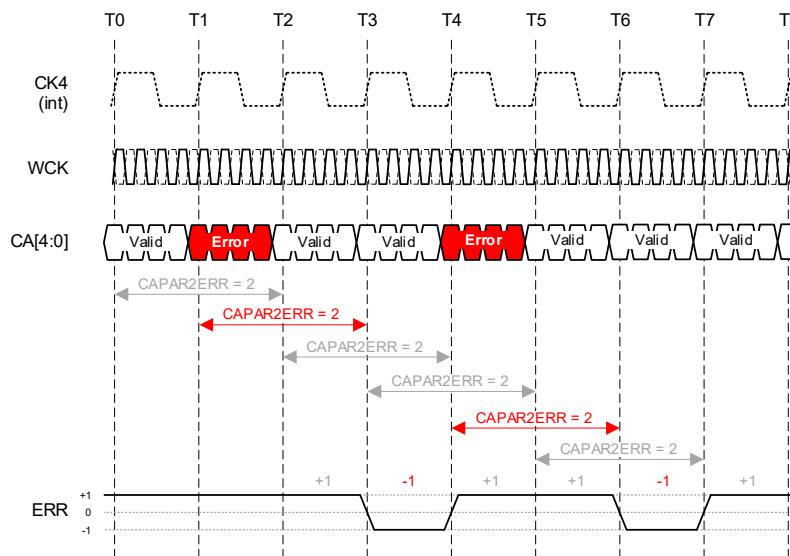 T0 T1 T2 T3 T4 T5 T6 T7 T
CK4
(int)
WCK
CA[4:0] Valid Error Valid Valid Error Valid Valid Valid
CAPAR2ERR = 2
CAPAR2ERR = 2
CAPAR2ERR = 2
CAPAR2ERR = 2
CAPAR2ERR = 2
CAPAR2ERR = 2
+1 -1 +1 +1 -1 +1
ERR
+1
0
-1